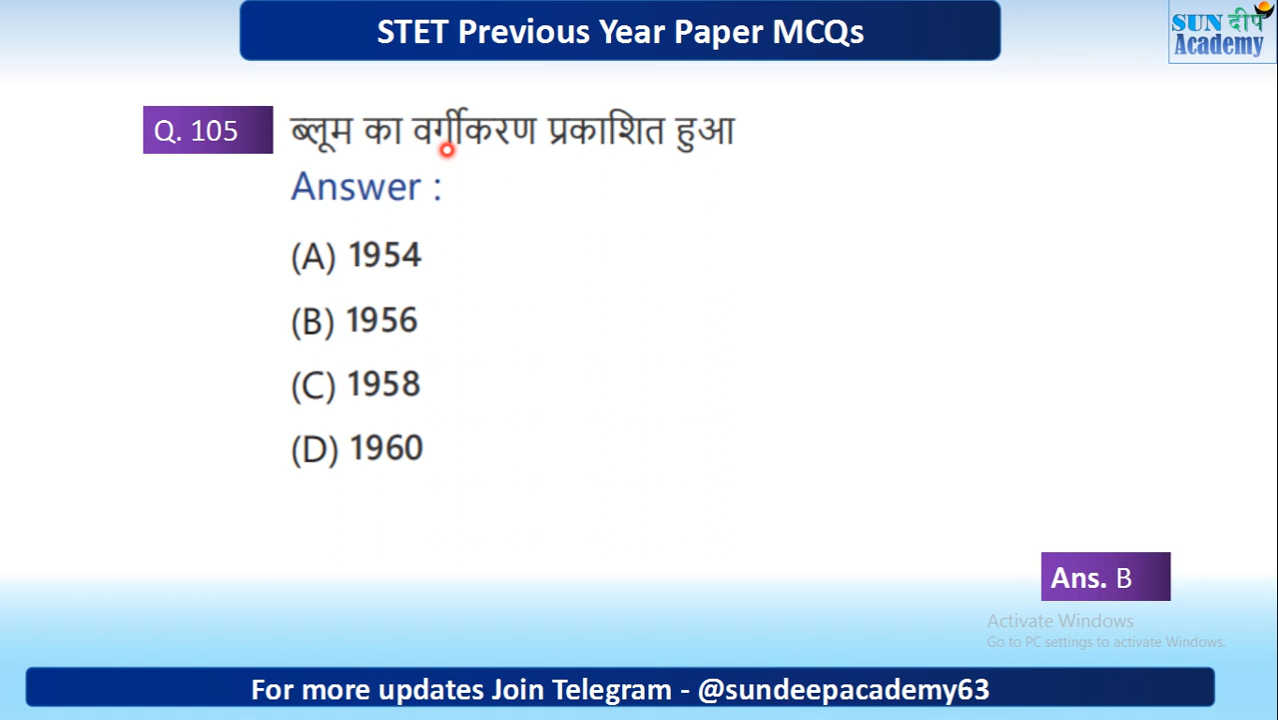 STET Previous Year Paper MCQs
SUN दीप
Academy
Q. 105
ब्लूम का वर्गीकरण प्रकाशित हुआ
Answer :
(A) 1954
(B) 1956
(C) 1958
(D) 1960
Ans. B
Activate Windows
Go to PC settings to activate Windows.
For more updates Join Telegram - @sundeepacademy63